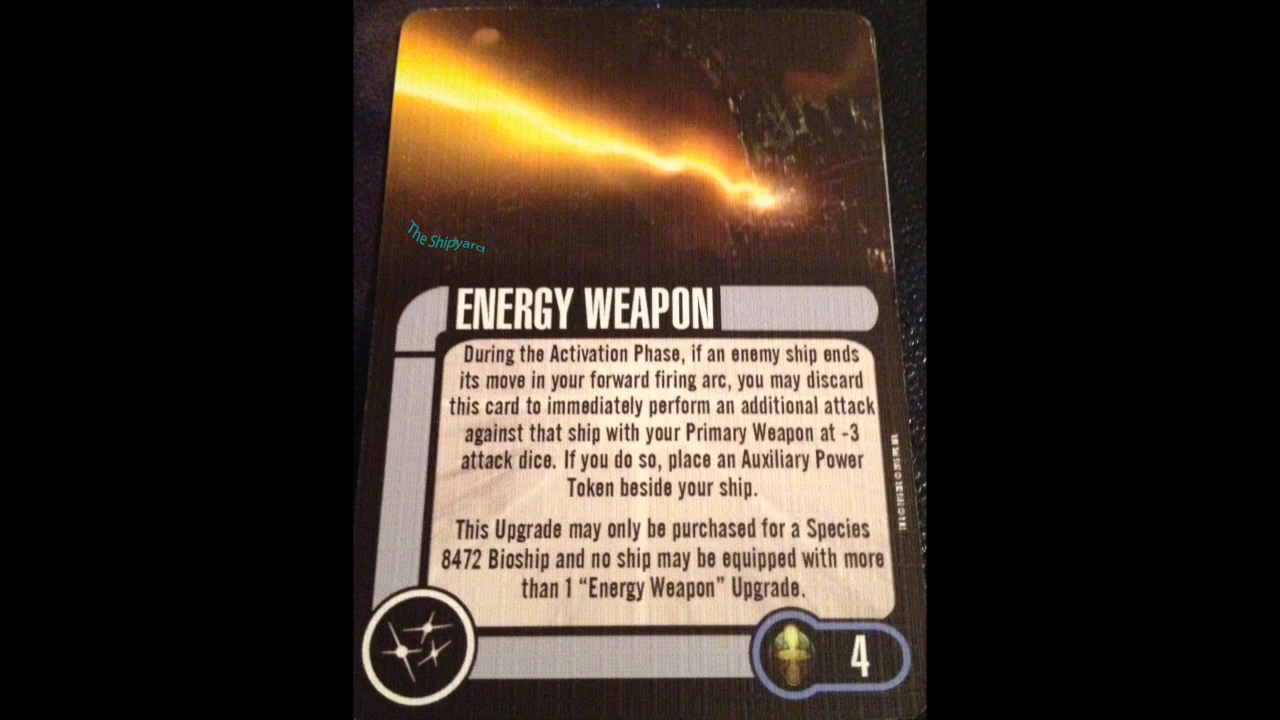 The Shipyard
ENERGY WEAPON
During the Activation Phase, if an enemy ship ends
its move in your forward firing arc, you may discard
this card to immediately perform an additional attack
against that ship with your Primary Weapon at -3
attack dice. If you do so, place an Auxiliary Power
Token beside your ship.
This Upgrade may only be purchased for a Species
8472 Bioship and no ship may be equipped with more
than 1 “Energy Weapon” Upgrade.
4